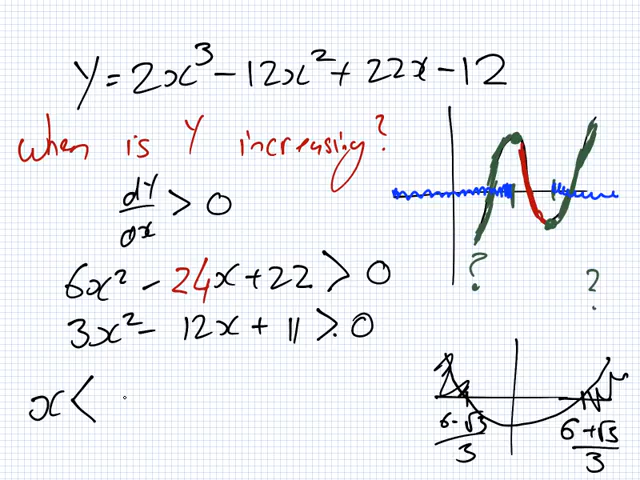 Y = 2x³ - 12x² + 22x - 12
when is Y increasing?
dY/dx > 0
6x² - 24x + 22 > 0
3x² - 12x + 11 > 0
x <
? ?
6-√3/3
6+√3/3